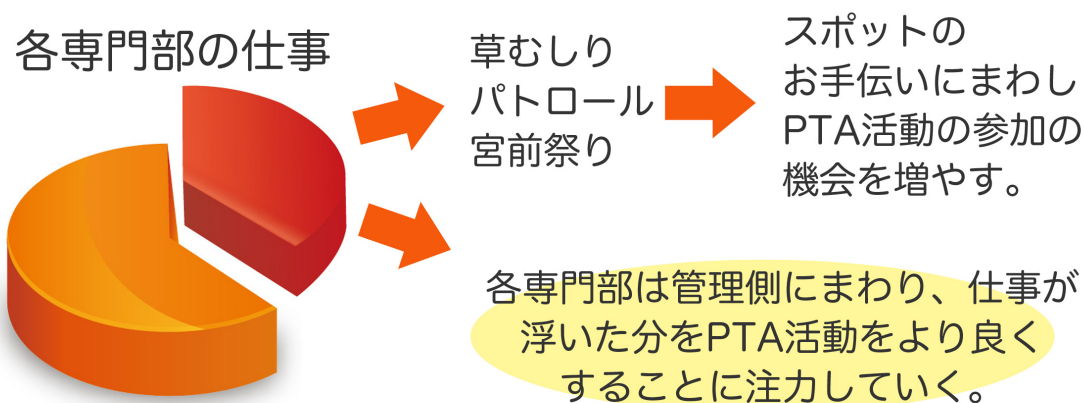 各専門部の仕事
草むしり
パトロール
宮前祭り
スポットの
お手伝いにまわし
PTA活動の参加の
機会を増やす。
各専門部は管理側にまわり、仕事が
浮いた分をPTA活動をより良く
することに注力していく。